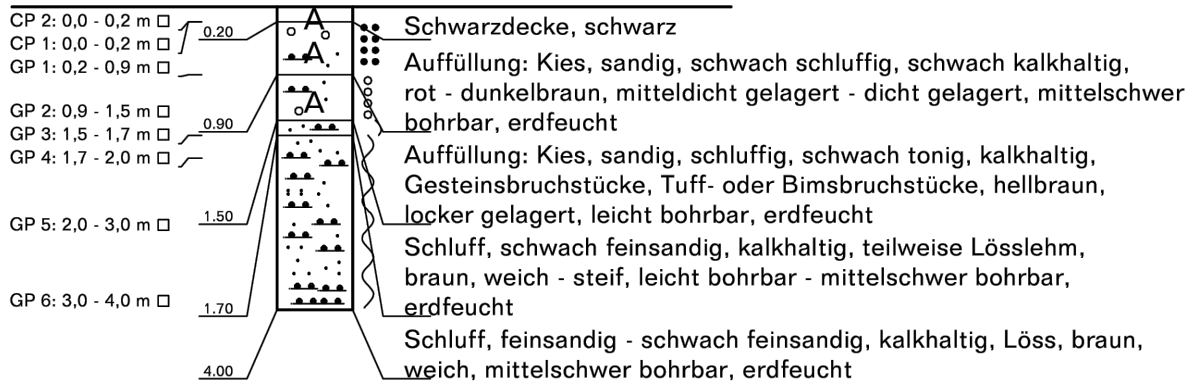 CP 2: 0,0 - 0,2 m
CP 1: 0,0 - 0,2 m
GP 1: 0,2 - 0,9 m
GP 2: 0,9 - 1,5 m
GP 3: 1,5 - 1,7 m
GP 4: 1,7 - 2,0 m
GP 5: 2,0 - 3,0 m
GP 6: 3,0 - 4,0 m
0.20
0.90
1.50
1.70
4.00
A
A
A
Schwarzdecke, schwarz
Auffüllung: Kies, sandig, schwach schluffig, schwach kalkhaltig,
rot - dunkelbraun, mitteldicht gelagert - dicht gelagert, mittelschwer
bohrbar, erdfeucht
Auffüllung: Kies, sandig, schluffig, schwach tonig, kalkhaltig,
Gesteinsbruchstücke, Tuff- oder Bimsbruchstücke, hellbraun,
locker gelagert, leicht bohrbar, erdfeucht
Schluff, schwach feinsandig, kalkhaltig, teilweise Lösslehm,
braun, weich - steif, leicht bohrbar - mittelschwer bohrbar,
erdfeucht
Schluff, feinsandig - schwach feinsandig, kalkhaltig, Löss, braun,
weich, mittelschwer bohrbar, erdfeucht